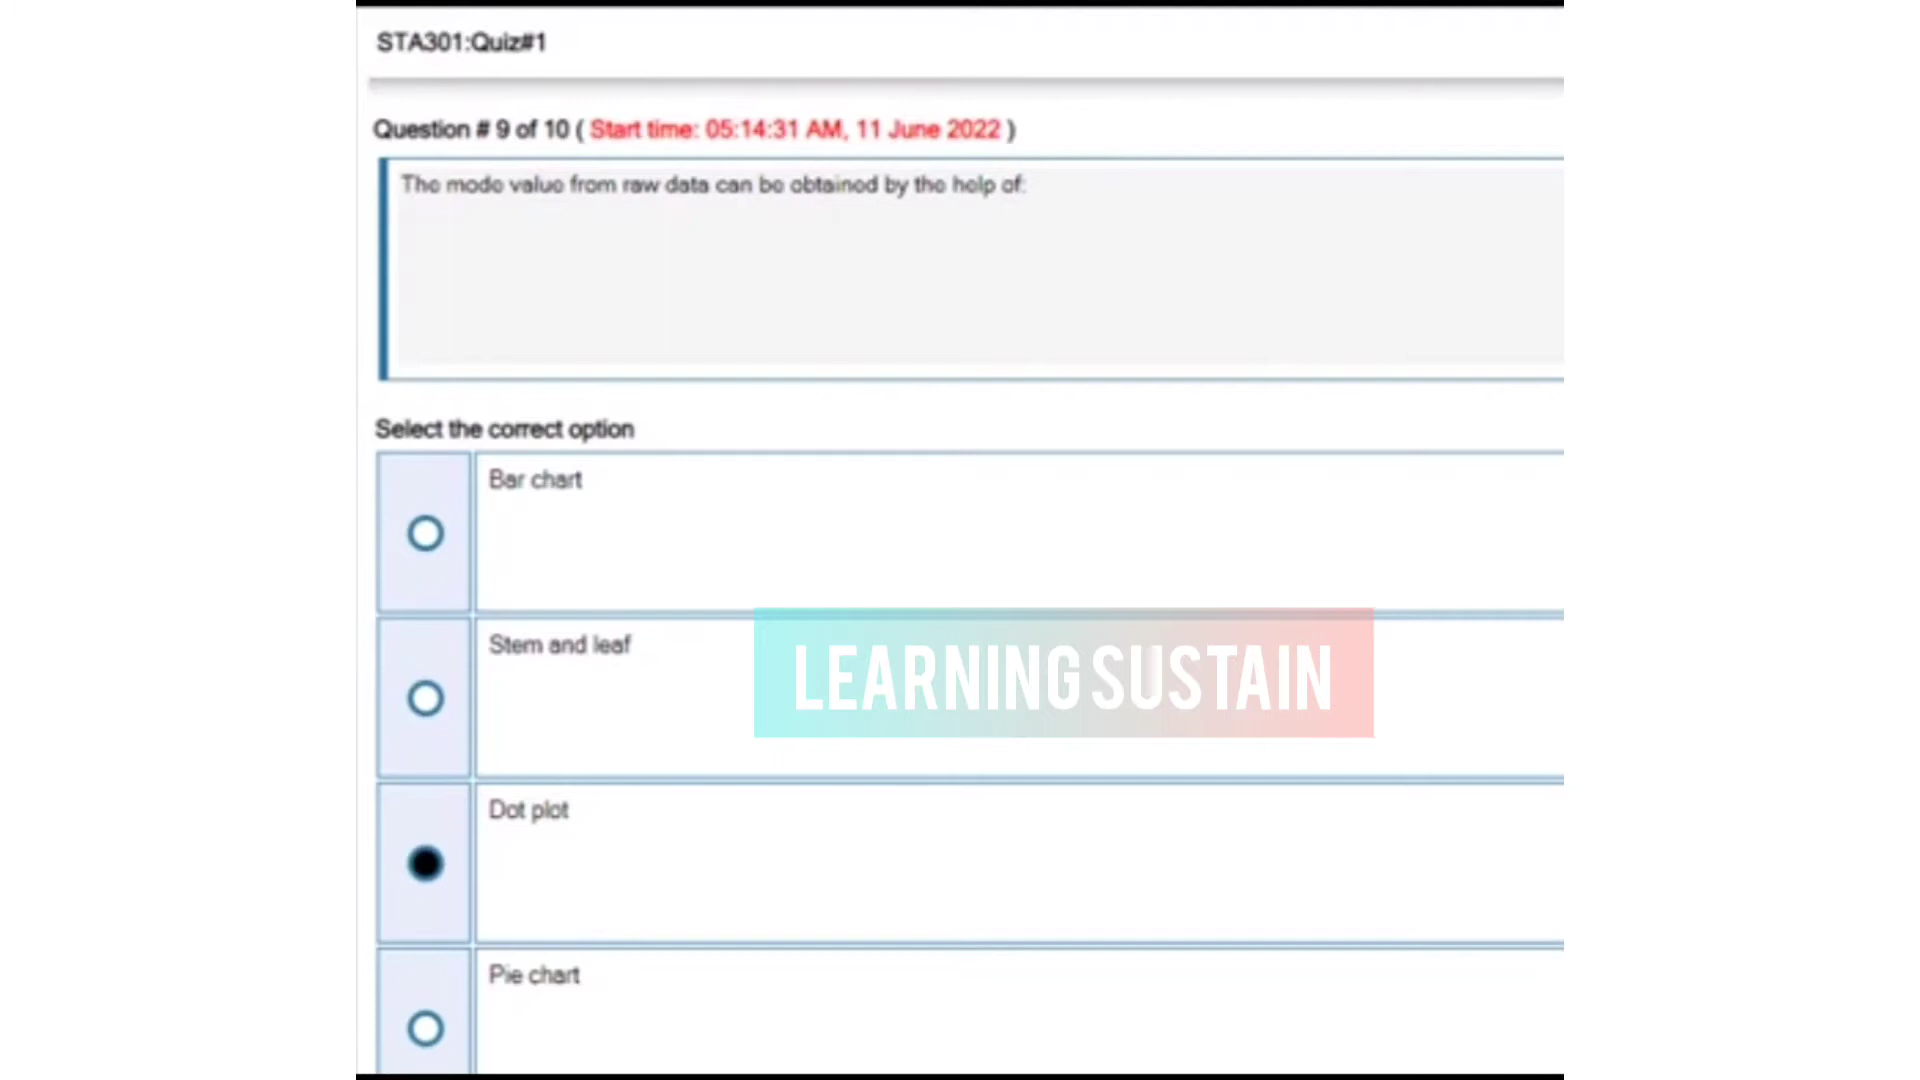 STA301:Quiz#1
Question # 9 of 10 ( Start time: 05:14:31 AM, 11 June 2022 )
The mode value from raw data can be obtained by the help of:
Select the correct option
Bar chart
Stem and leaf
LEARNING SUSTAIN
Dot plot
Pie chart